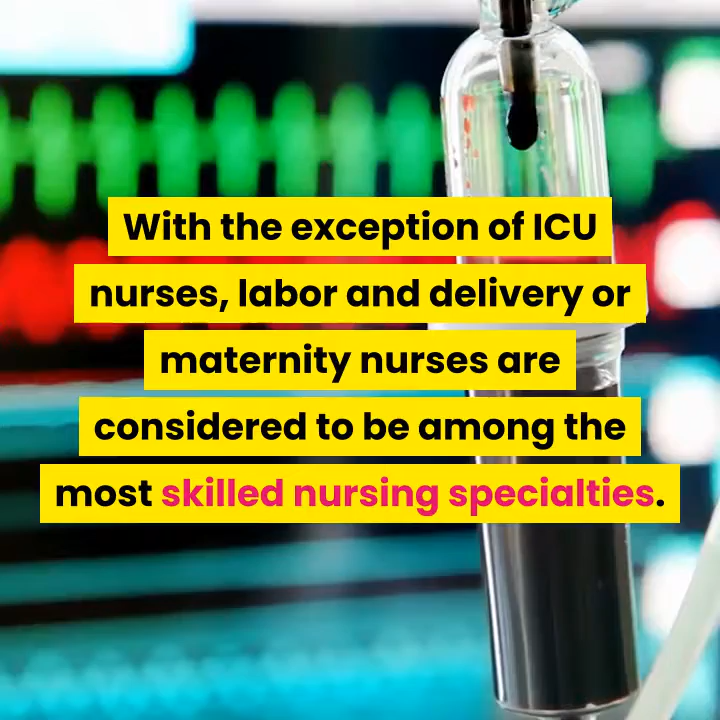 With the exception of ICU
nurses, labor and delivery or
maternity nurses are
considered to be among the
most skilled nursing specialties.